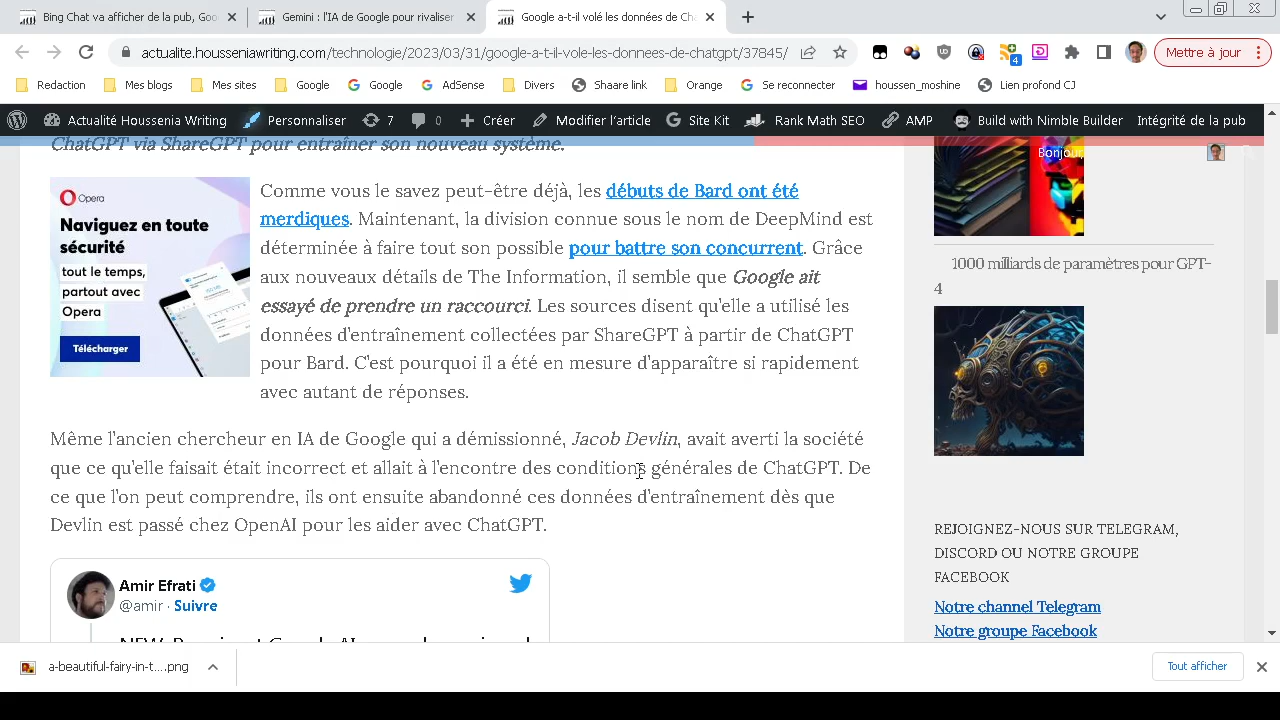 Bing Chat va afficher de la pub, Goo
Gemini : l'IA de Google pour rivaliser
Google a-t-il volé les données de Ch
actualite.housseniawriting.com/technologie/2023/03/31/google-a-t-il-vole-les-donnees-de-chatgpt/37845/
4
Mettre à jour
Redaction
Mes blogs
Mes sites
Google
Google
AdSense
Divers
Shaare link
Orange
Se reconnecter
houssen_moshine
Lien profond CJ
Actualité Houssenia Writing
Personnaliser
7
0
Créer
Modifier l'article
Site Kit
Rank Math SEO
AMP
Build with Nimble Builder
Intégrité de la pub
Bonjour,
ChatGPT via ShareGPT pour entraîner son nouveau système.
Opera
Naviguez en toute
sécurité
tout le temps,
partout avec
Opera
Télécharger
Comme vous le savez peut-être déjà, les débuts de Bard ont été
merdiques. Maintenant, la division connue sous le nom de DeepMind est
déterminée à faire tout son possible pour battre son concurrent. Grâce
aux nouveaux détails de The Information, il semble que Google ait
essayé de prendre un raccourci. Les sources disent qu'elle a utilisé les
données d'entraînement collectées par ShareGPT à partir de ChatGPT
pour Bard. C'est pourquoi il a été en mesure d'apparaître si rapidement
avec autant de réponses.
Même l'ancien chercheur en IA de Google qui a démissionné, Jacob Devlin, avait averti la société
que ce qu'elle faisait était incorrect et allait à l'encontre des conditions générales de ChatGPT. De
ce que l'on peut comprendre, ils ont ensuite abandonné ces données d'entraînement dès que
Devlin est passé chez OpenAI pour les aider avec ChatGPT.
Amir Efrati
@amir · Suivre
1000 milliards de paramètres pour GPT-
4
REJOIGNEZ-NOUS SUR TELEGRAM,
DISCORD OU NOTRE GROUPE
FACEBOOK
Notre channel Telegram
Notre groupe Facebook
a-beautiful-fairy-in-t....png
Tout afficher